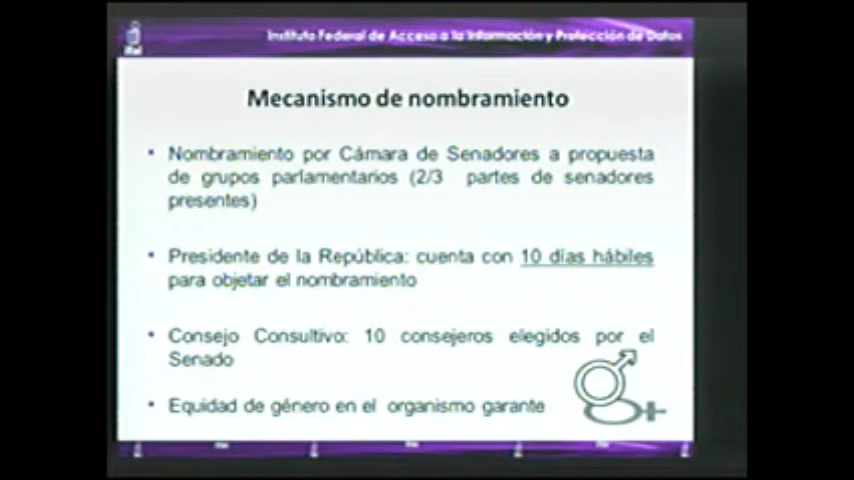 Instituto Federal de Acceso a la Información y Protección de Datos
ifai
Mecanismo de nombramiento
• Nombramiento por Cámara de Senadores a propuesta
de grupos parlamentarios (2/3 partes de senadores
presentes)
• Presidente de la República: cuenta con 10 días hábiles
para objetar el nombramiento
• Consejo Consultivo: 10 consejeros elegidos por el
Senado
• Equidad de género en el organismo garante